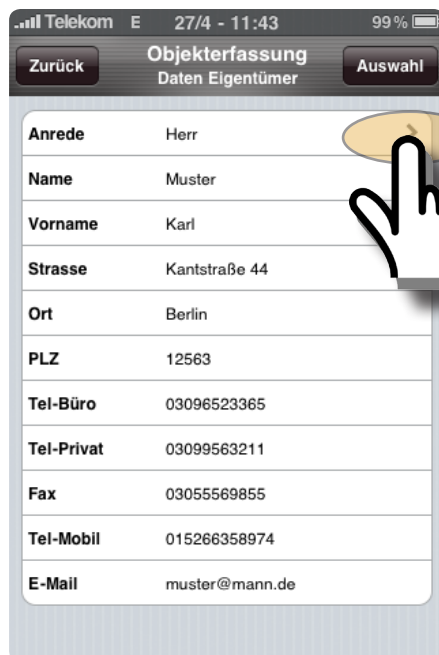 Telekom E 27/4 - 11:43 99%
Zurück Objekterfassung Auswahl
Daten Eigentümer
Anrede Herr
Name Muster
Vorname Karl
Strasse Kantstraße 44
Ort Berlin
PLZ 12563
Tel-Büro 03096523365
Tel-Privat 03099563211
Fax 03055569855
Tel-Mobil 015266358974
E-Mail muster@mann.de